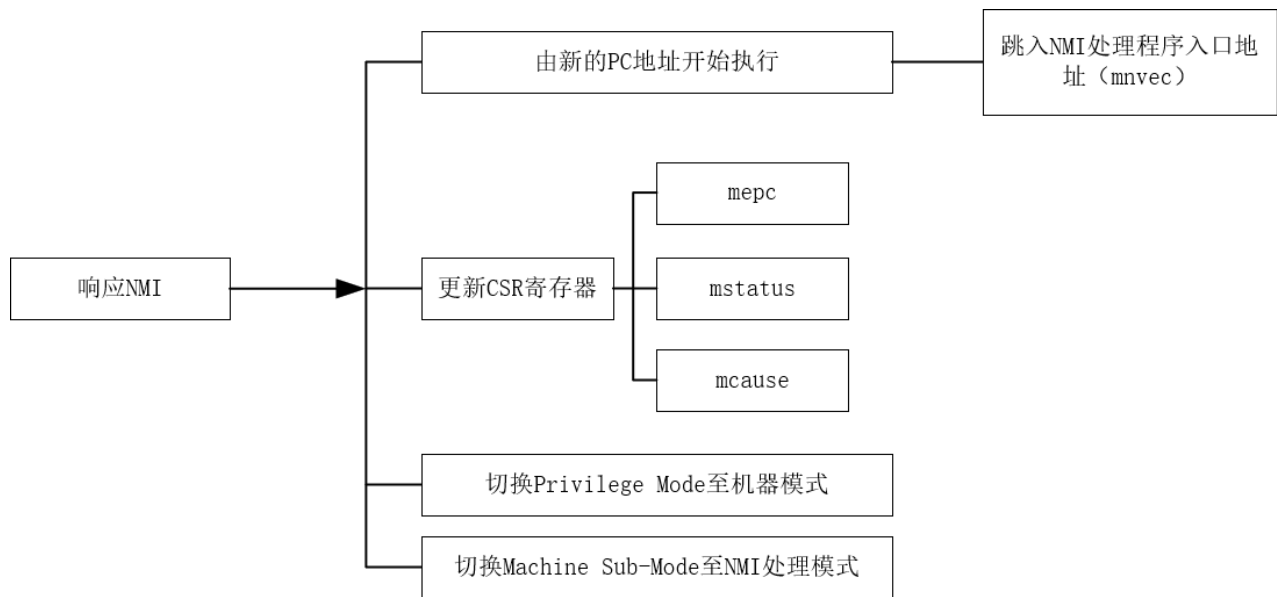 由新的PC地址开始执行
跳入NMI处理程序入口地
址（mnvec）
mepc
响应NMI
更新CSR寄存器
mstatus
mcause
切换Privilege Mode至机器模式
切换Machine Sub-Mode至NMI处理模式